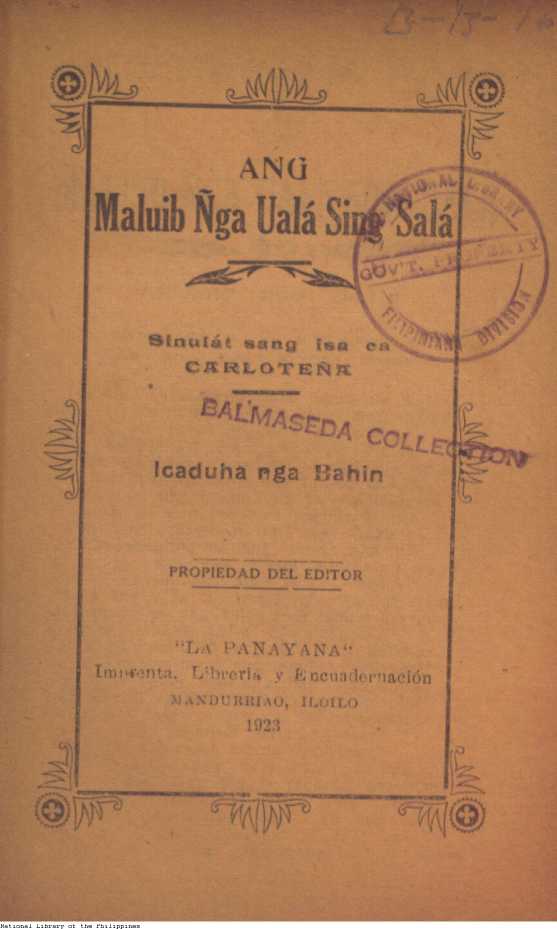 B-13-
ANG
Maluib Ñga Ualá Sing Salá
NATIONAL LIBRARY
GOV'T. PROPERTY
FILIPINIANA DIVISION
Sinulát sang isa ca
CARLOTEÑA
BALMASEDA COLLECTION
Icaduha nga Bahin
PROPIEDAD DEL EDITOR
"LA PANAYANA"
Imprenta, Libreria y Encuadernación
MANDURRIAO, ILOILO
1923
National Library of the Philippines